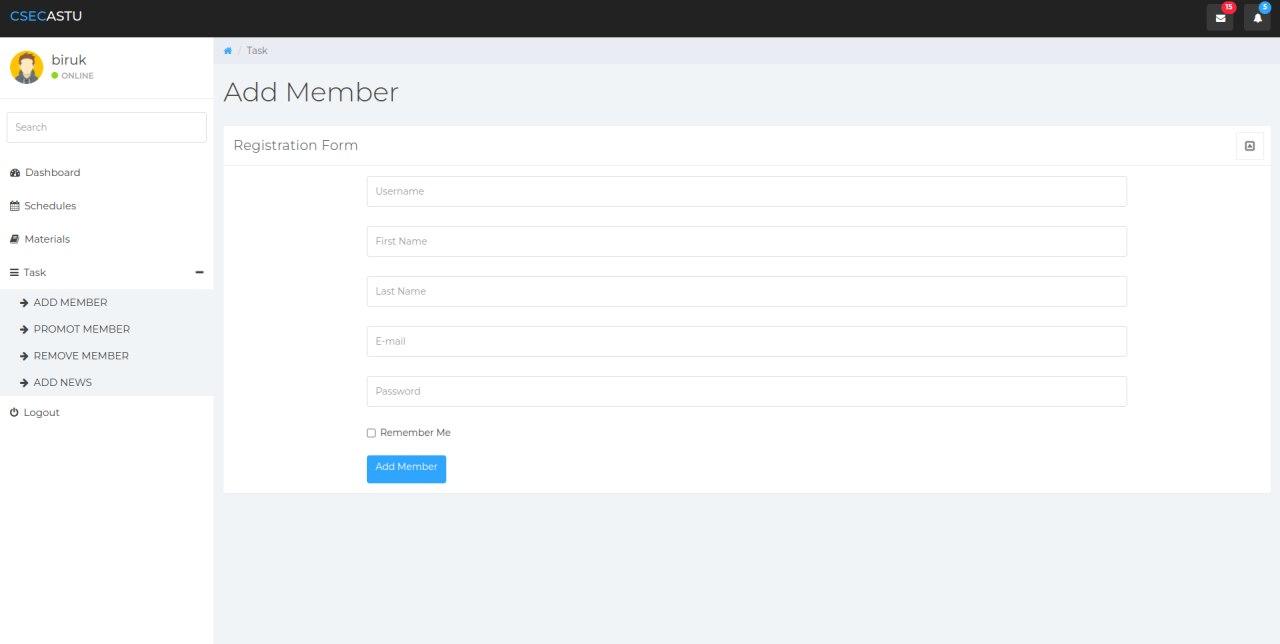 CSECASTU
15
5
biruk
ONLINE
Search
Dashboard
Schedules
Materials
Task
ADD MEMBER
PROMOT MEMBER
REMOVE MEMBER
ADD NEWS
Logout
/ Task
Add Member
Registration Form
Username
First Name
Last Name
E-mail
Password
Remember Me
Add Member